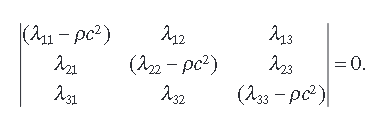 |(λ₁₁ − ρc²) λ₁₂ λ₁₃|
|λ₂₁ (λ₂₂ − ρc²) λ₂₃| = 0.
|λ₃₁ λ₃₂ (λ₃₃ − ρc²)|